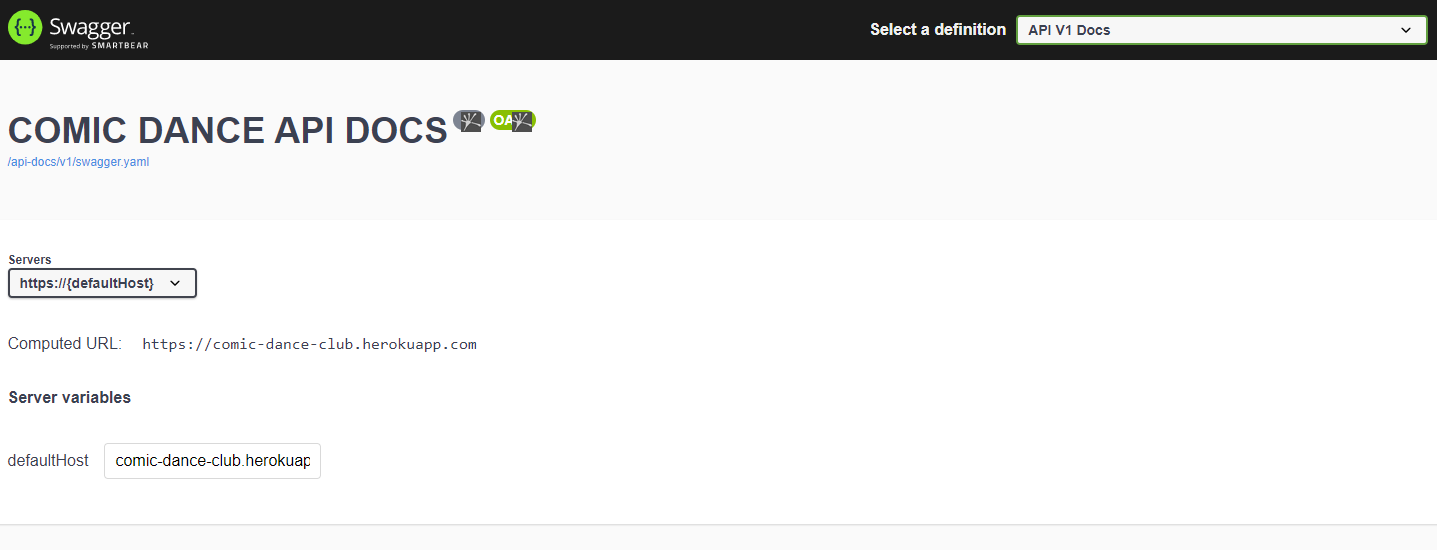 Swagger
Supported by SMARTBEAR
Select a definition
API V1 Docs
COMIC DANCE API DOCS
/api-docs/v1/swagger.yaml
Servers
https://{defaultHost}
Computed URL: https://comic-dance-club.herokuapp.com
Server variables
defaultHost comic-dance-club.herokuap